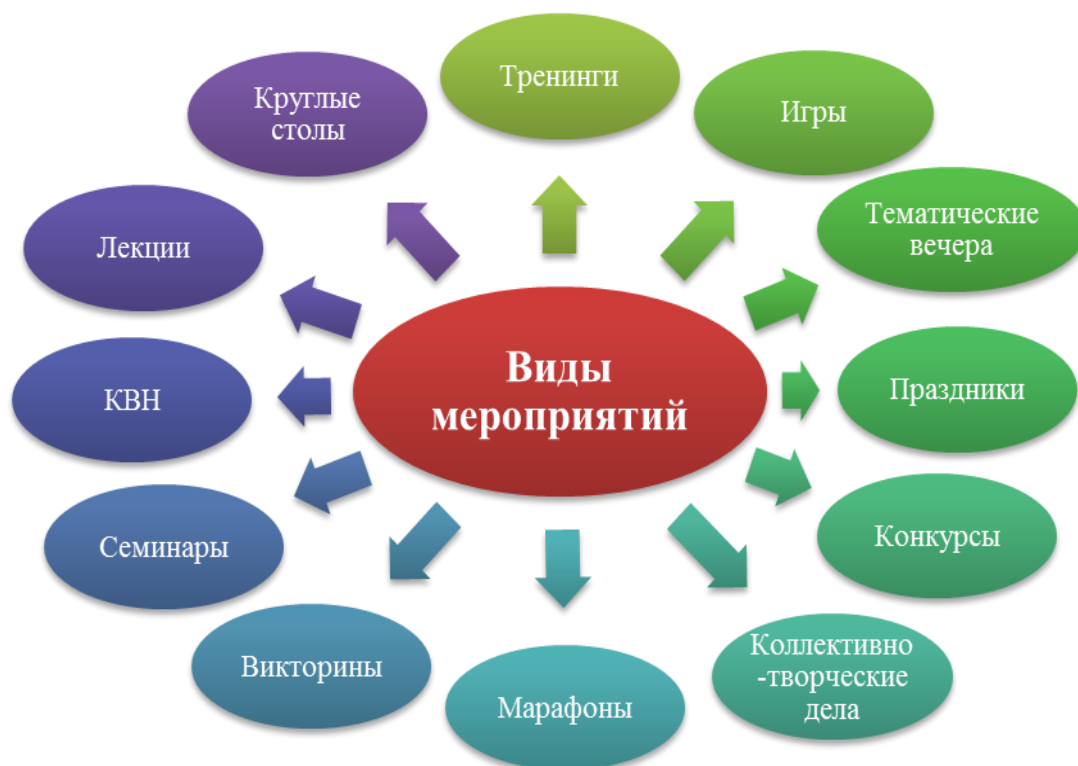 Виды
мероприятий
Тренинги
Игры
Тематические
вечера
Праздники
Конкурсы
Коллективно
-творческие
дела
Марафоны
Викторины
Семинары
КВН
Лекции
Круглые
столы